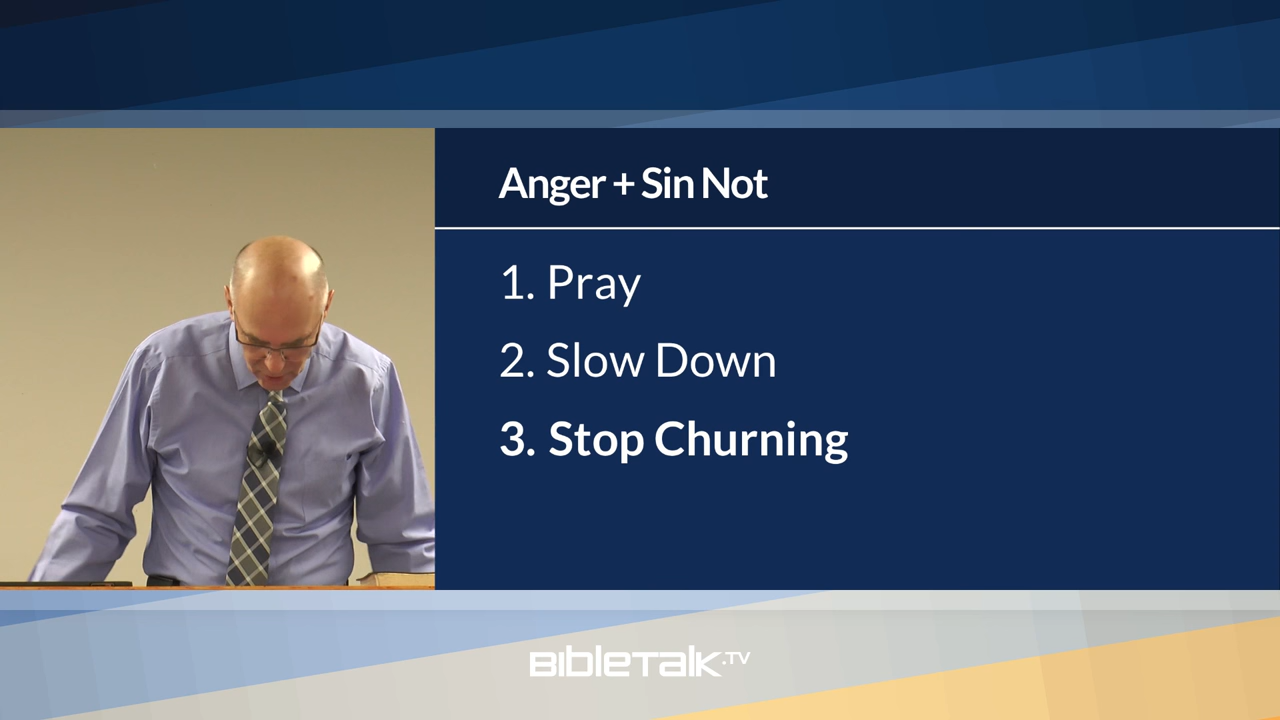 Anger + Sin Not
1. Pray
2. Slow Down
3. Stop Churning
BibleTalk.TV